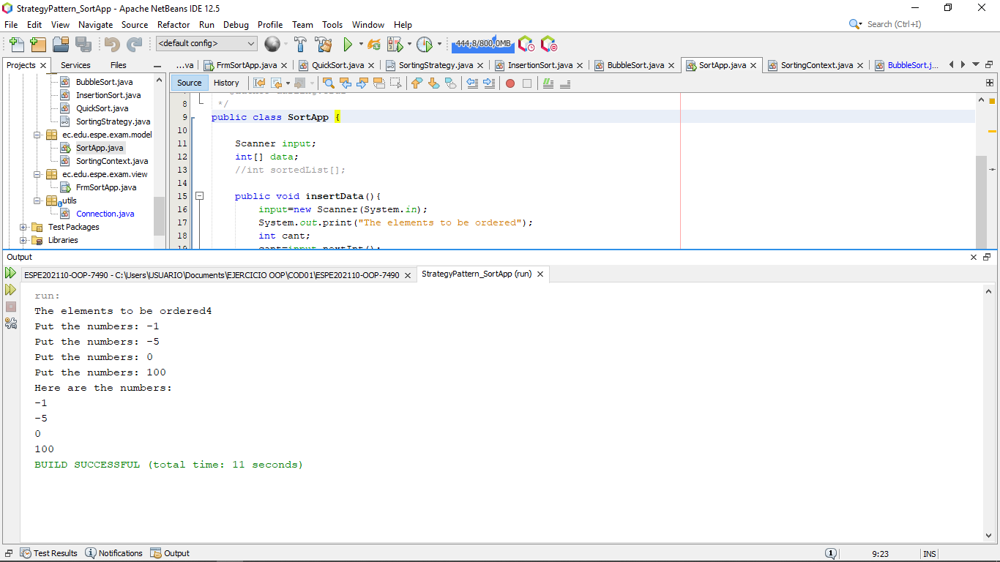 StrategyPattern_SortApp - Apache NetBeans IDE 12.5
File Edit View Navigate Source Refactor Run Debug Profile Team Tools Window Help
Search (Ctrl+I)
<default config>
444,8/800,0MB
Projects Services Files
...va FrmSortApp.java QuickSort.java SortingStrategy.java InsertionSort.java BubbleSort.java SortApp.java SortingContext.java BubbleSort.j...
Source History
BubbleSort.java
InsertionSort.java
QuickSort.java
SortingStrategy.java
ec.edu.espe.exam.model
SortApp.java
SortingContext.java
ec.edu.espe.exam.view
FrmSortApp.java
utils
Connection.java
Test Packages
Libraries
8 */
9 public class SortApp {
10
11 Scanner input;
12 int[] data;
13 //int sortedList[];
14
15 public void insertData(){
16 input=new Scanner(System.in);
17 System.out.print("The elements to be ordered");
18 int cant;
19 cant=input.nextInt();
Output
ESPE202110-OOP-7490 - C:\Users\USUARIO\Documents\EJERCICIO OOP\COD01\ESPE202110-OOP-7490
StrategyPattern_SortApp (run)
run:
The elements to be ordered4
Put the numbers: -1
Put the numbers: -5
Put the numbers: 0
Put the numbers: 100
Here are the numbers:
-1
-5
0
100
BUILD SUCCESSFUL (total time: 11 seconds)
Test Results Notifications Output
1
9:23
INS